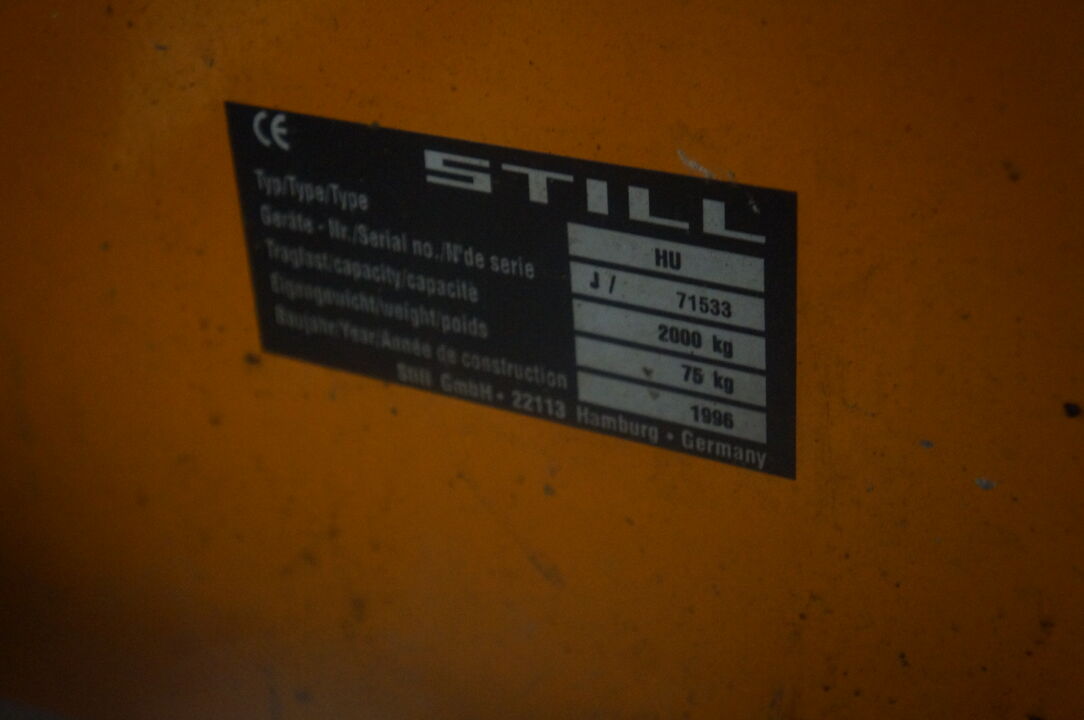 CE
STILL
Typ/Type/Type HU
Geräte - Nr./Serial no./N°de serie J / 71533
Traglast/capacity/capacité 2000 kg
Eigengewicht/weight/poids 75 kg
Baujahr/Year/Année de construction 1996
Still GmbH • 22113 Hamburg • Germany